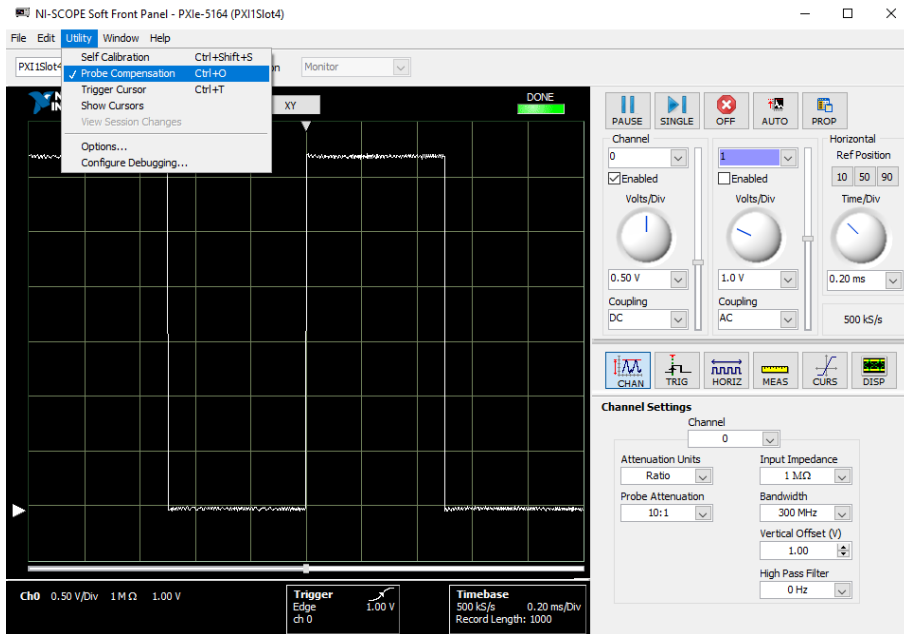 NI-SCOPE Soft Front Panel - PXIe-5164 (PXI1Slot4)
File Edit Utility Window Help
PXI1Slot4
Monitor
Self Calibration Ctrl+Shift+S
✓ Probe Compensation Ctrl+O
Trigger Cursor Ctrl+T
Show Cursors
View Session Changes
Options...
Configure Debugging...
XY
DONE
PAUSE SINGLE OFF AUTO PROP
Channel
0
Enabled
Volts/Div
0.50 V
Coupling
DC
1
Enabled
Volts/Div
1.0 V
Coupling
AC
Horizontal
Ref Position
10 50 90
Time/Div
0.20 ms
500 kS/s
CHAN TRIG HORIZ MEAS CURS DISP
Channel Settings
Channel
0
Attenuation Units
Ratio
Probe Attenuation
10:1
Input Impedance
1 MΩ
Bandwidth
300 MHz
Vertical Offset (V)
1.00
High Pass Filter
0 Hz
Ch0 0.50 V/Div 1 M Ω 1.00 V
Trigger
Edge 1.00 V
ch 0
Timebase
500 kS/s 0.20 ms/Div
Record Length: 1000